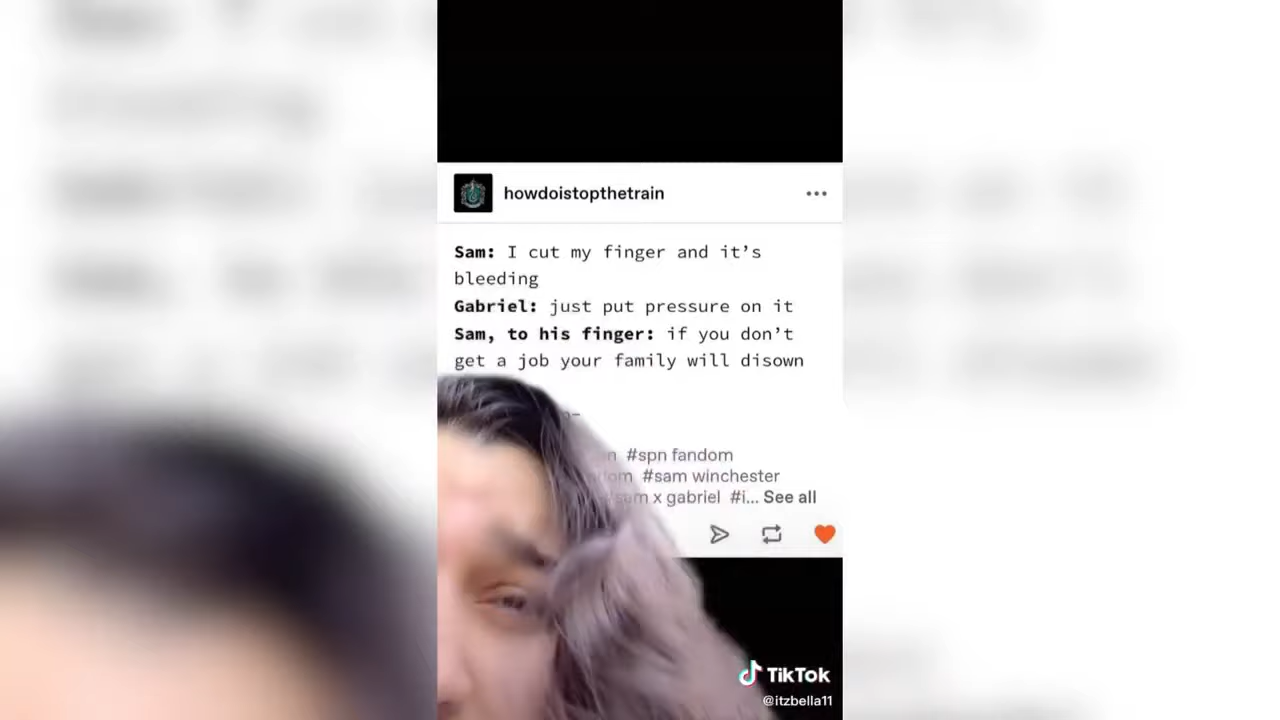 howdoistopthetrain
Sam: I cut my finger and it’s
bleeding
Gabriel: just put pressure on it
Sam, to his finger: if you don’t
get a job your family will disown
#spn fandom
#sam winchester
#sam x gabriel #i... See all
TikTok
@itzbella11